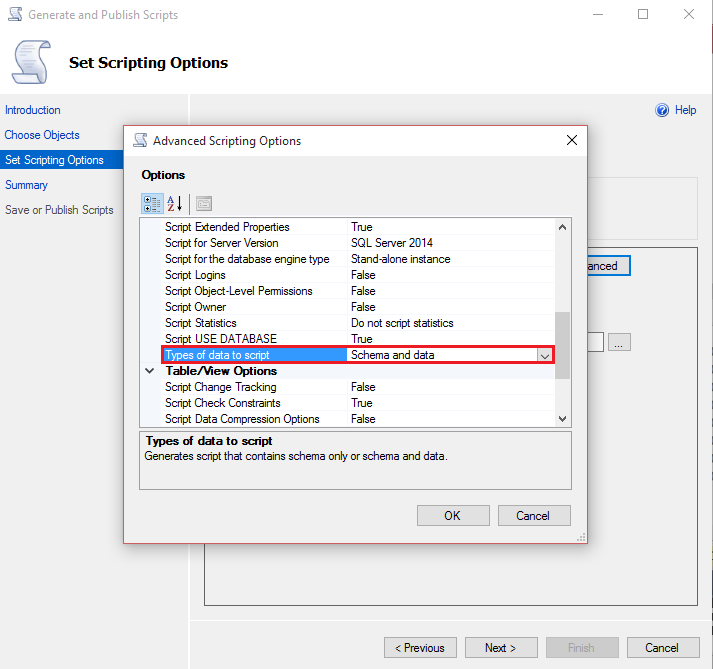 Generate and Publish Scripts
Set Scripting Options
Introduction
Choose Objects
Set Scripting Options
Summary
Save or Publish Scripts
Help
Advanced Scripting Options
Options
A
Z
Script Extended Properties True
Script for Server Version SQL Server 2014
Script for the database engine type Stand-alone instance
Script Logins False
Script Object-Level Permissions False
Script Owner False
Script Statistics Do not script statistics
Script USE DATABASE True
Types of data to script Schema and data
Table/View Options
Script Change Tracking False
Script Check Constraints True
Script Data Compression Options False
Types of data to script
Generates script that contains schema only or schema and data.
OK Cancel
anced
...
< Previous Next > Finish Cancel